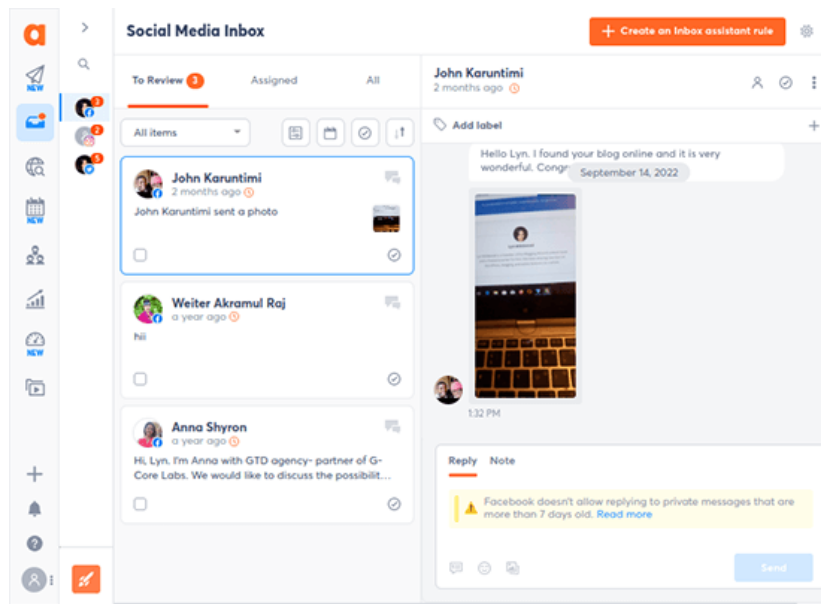 a
Social Media Inbox
+ Create an Inbox assistant rule
NEW
3
2
5
NEW
NEW
To Review 3
Assigned
All
All items
John Karuntimi
2 months ago
John Karuntimi sent a photo
Weiter Akramul Raj
a year ago
hii
Anna Shyron
a year ago
Hi, Lyn. I'm Anna with GTD agency- partner of G-
Core Labs. We would like to discuss the possibilit...
John Karuntimi
2 months ago
Add label
Hello Lyn. I found your blog online and it is very
wonderful.
September 14, 2022
1:32 PM
Reply Note
Facebook doesn't allow replying to private messages that are
more than 7 days old. Read more
Send